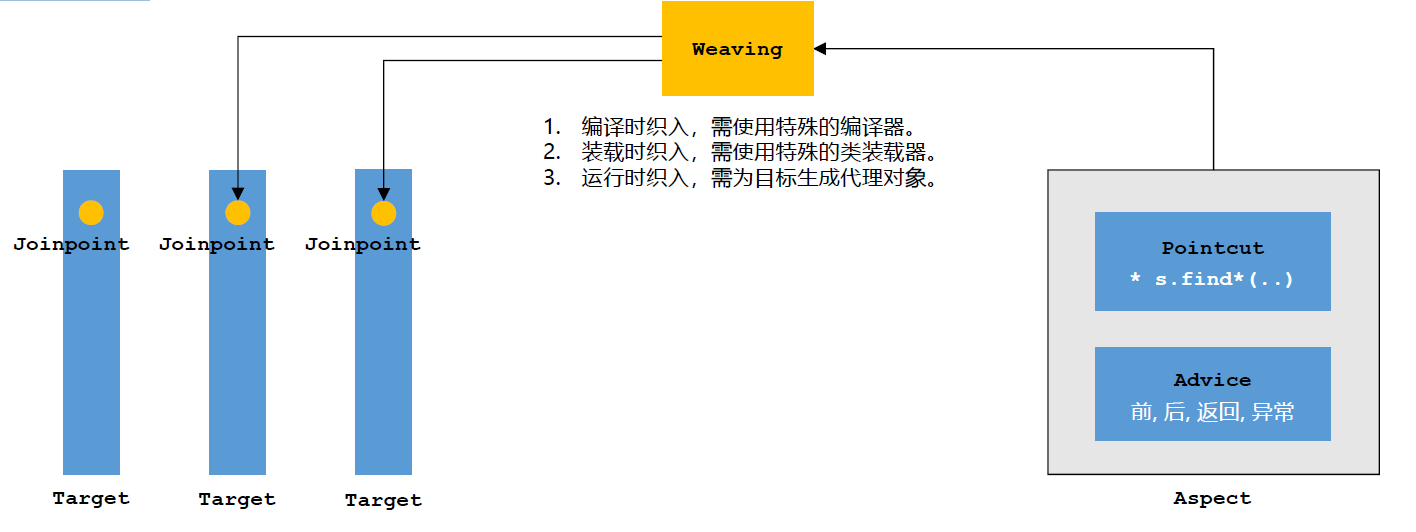 Weaving
1. 编译时织入，需使用特殊的编译器。
2. 装载时织入，需使用特殊的类装载器。
3. 运行时织入，需为目标生成代理对象。
Joinpoint Joinpoint Joinpoint
Pointcut
* s.find*(..)
Advice
前, 后, 返回, 异常
Target Target Target
Aspect